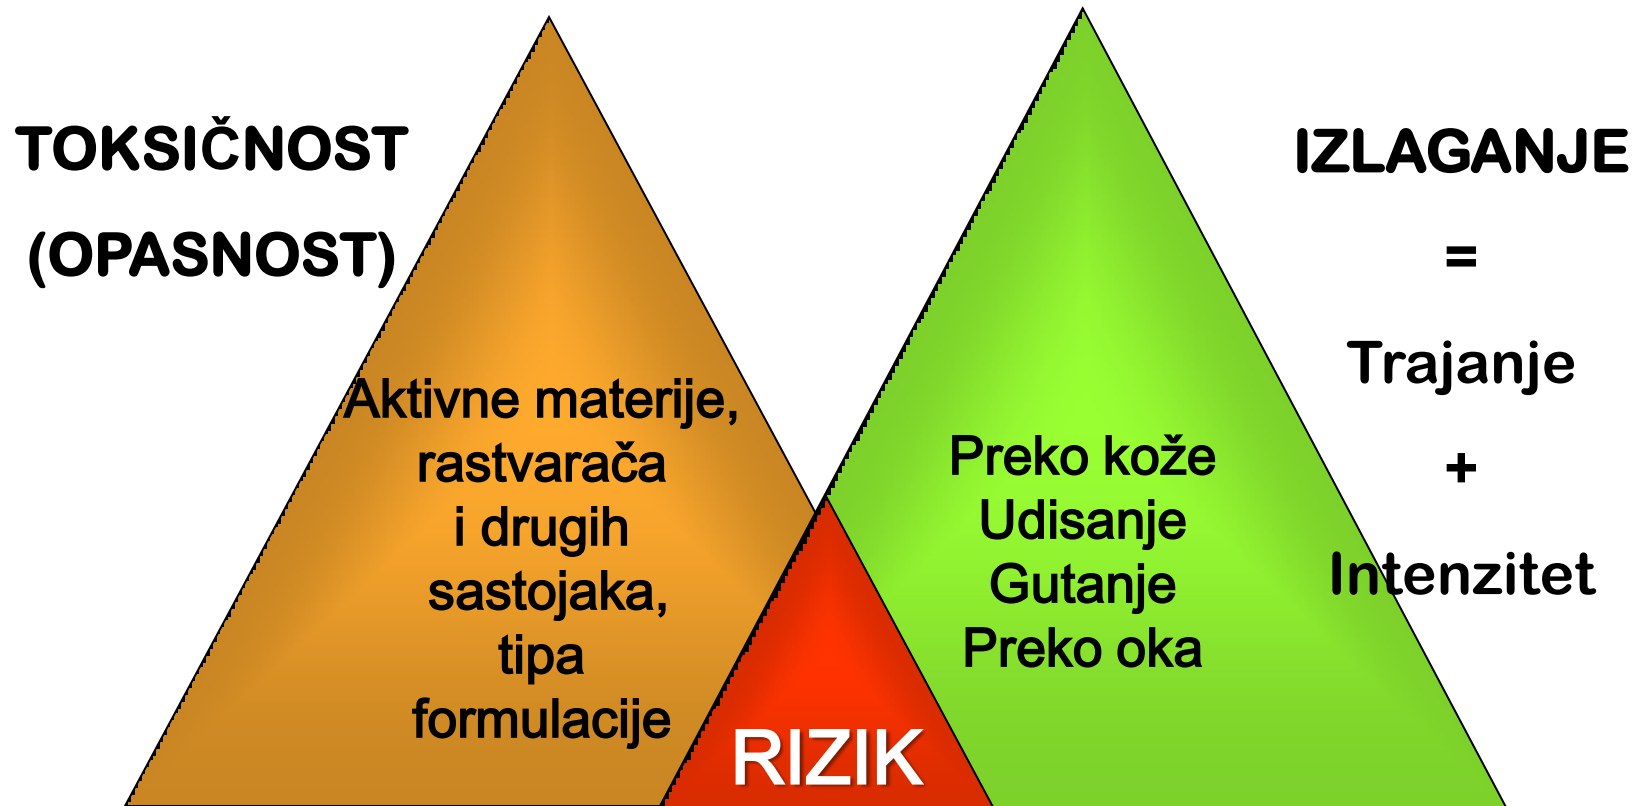 TOKSIČNOST
(OPASNOST)
Aktivne materije,
rastvarača
i drugih
sastojaka,
tipa
formulacije
RIZIK
Preko kože
Udisanje
Gutanje
Preko oka
IZLAGANJE
=
Trajanje
+
Intenzitet